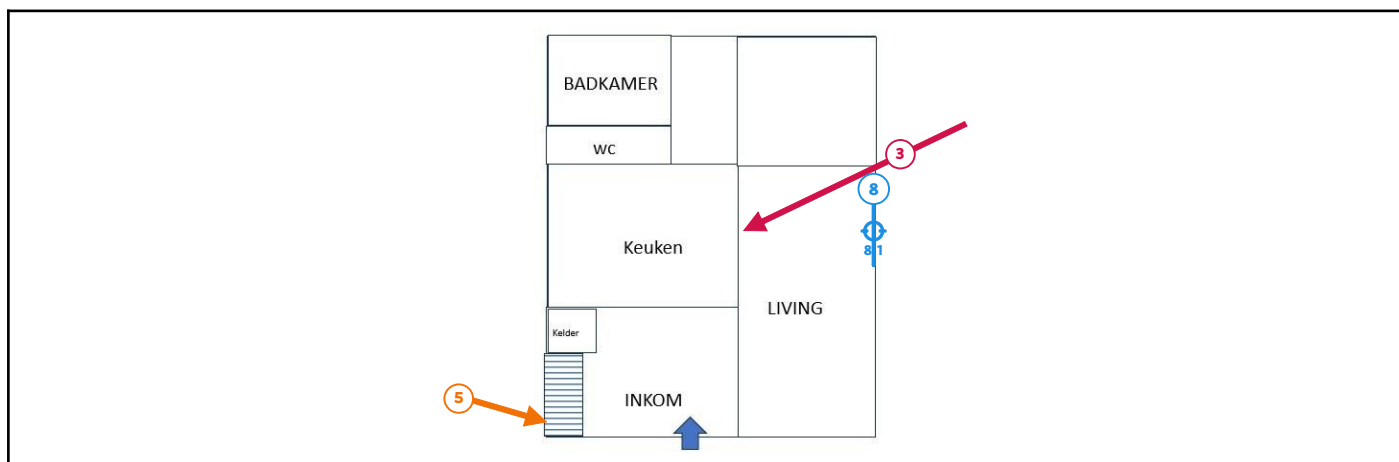 BADKAMER
WC
3
8
Keuken
8 1
LIVING
Kelder
5
INKOM